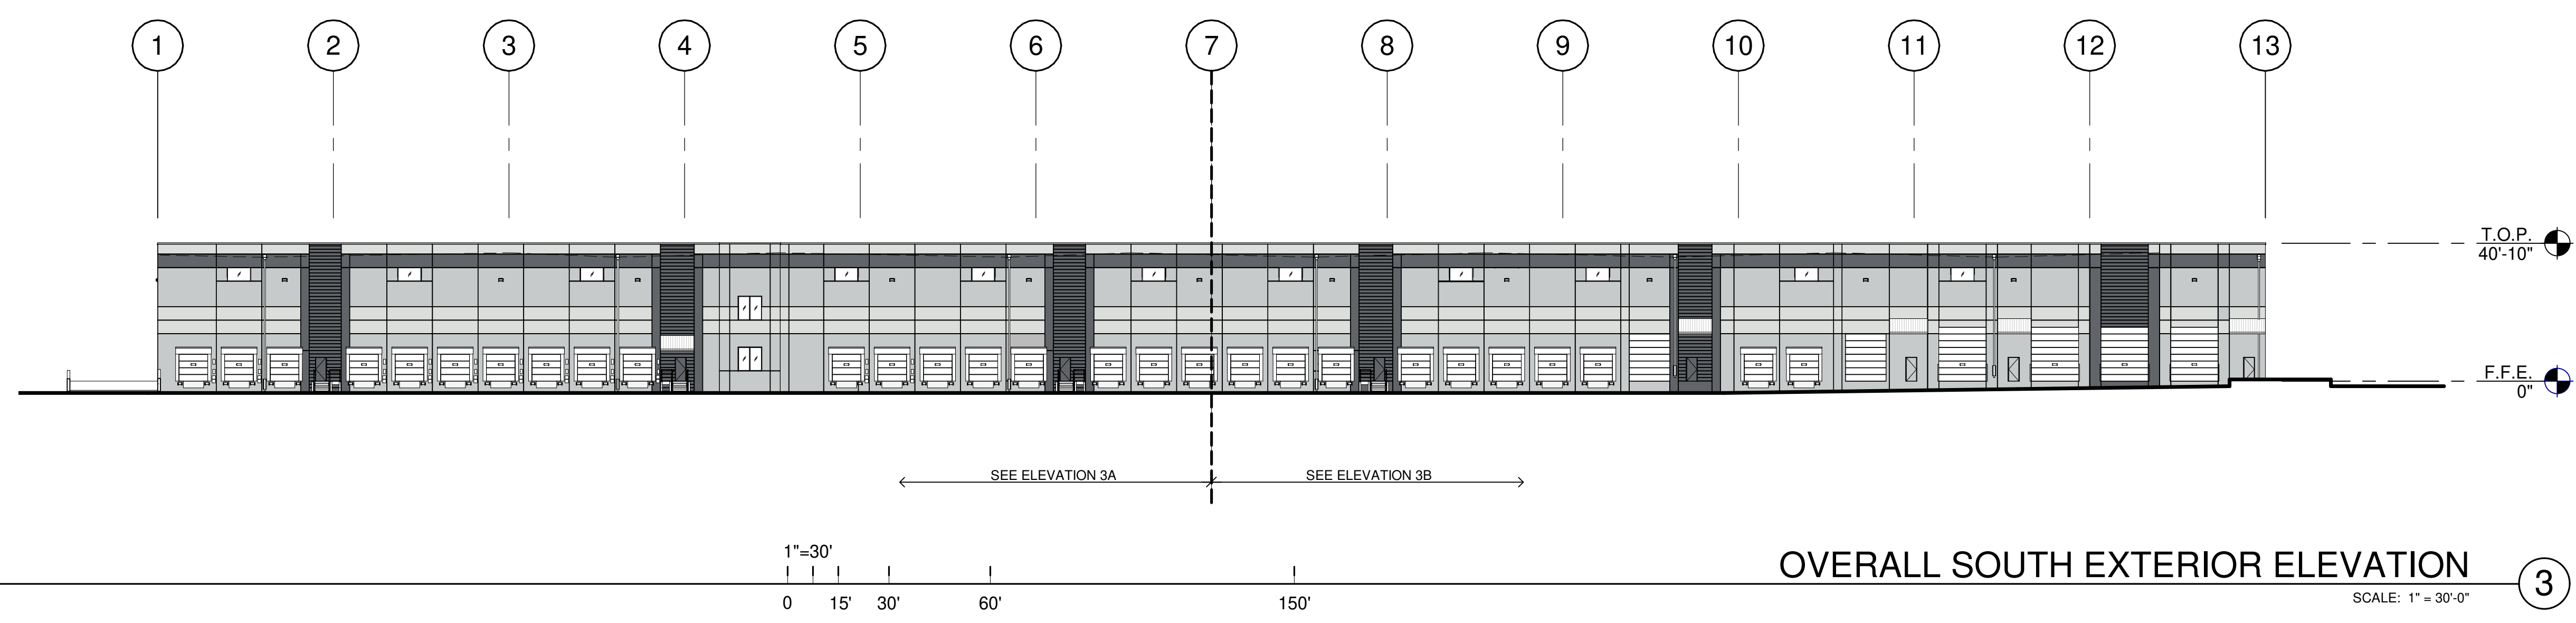 1 2 3 4 5 6 7 8 9 10 11 12 13
T.O.P.
40'-10"
F.F.E.
0"
SEE ELEVATION 3A SEE ELEVATION 3B
1"=30'
0 15' 30' 60' 150'
OVERALL SOUTH EXTERIOR ELEVATION
SCALE: 1" = 30'-0"
3